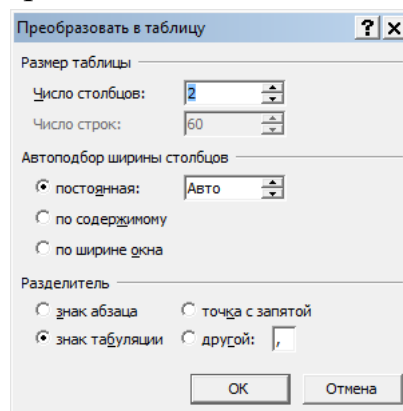 Преобразовать в таблицу ? x
Размер таблицы
Число столбцов: 2
Число строк: 60
Автоподбор ширины столбцов
постоянная: Авто
по содержимому
по ширине окна
Разделитель
знак абзаца точка с запятой
знак табуляции другой: ,
ОК Отмена